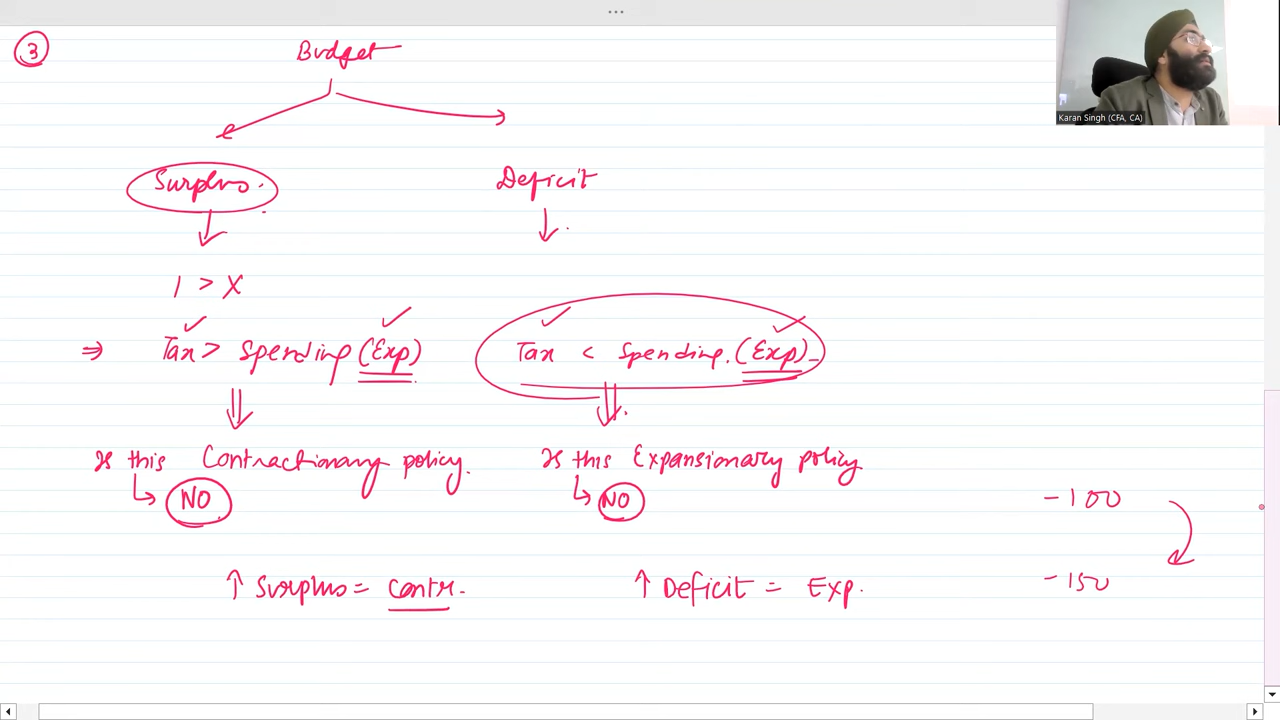 3
Budget
Karan Singh (CFA, CA)
Surplus.
Deficit
I > X
⇒ Tax > Spending (Exp)
Tax < Spending. (Exp)
Is this Contractionary policy.
Is this Expansionary policy
NO
NO
-100
↑ Surplus = Contr.
↑ Deficit = Exp.
-150